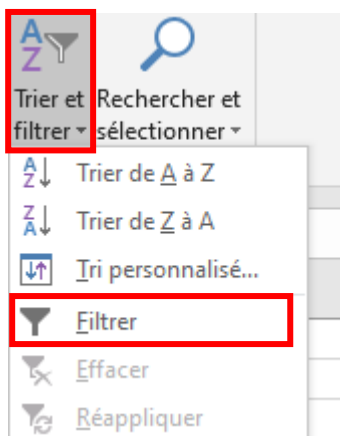 Trier et Rechercher et
filtrer sélectionner
Trier de A à Z
Trier de Z à A
Tri personnalisé...
Filtrer
Effacer
Réappliquer